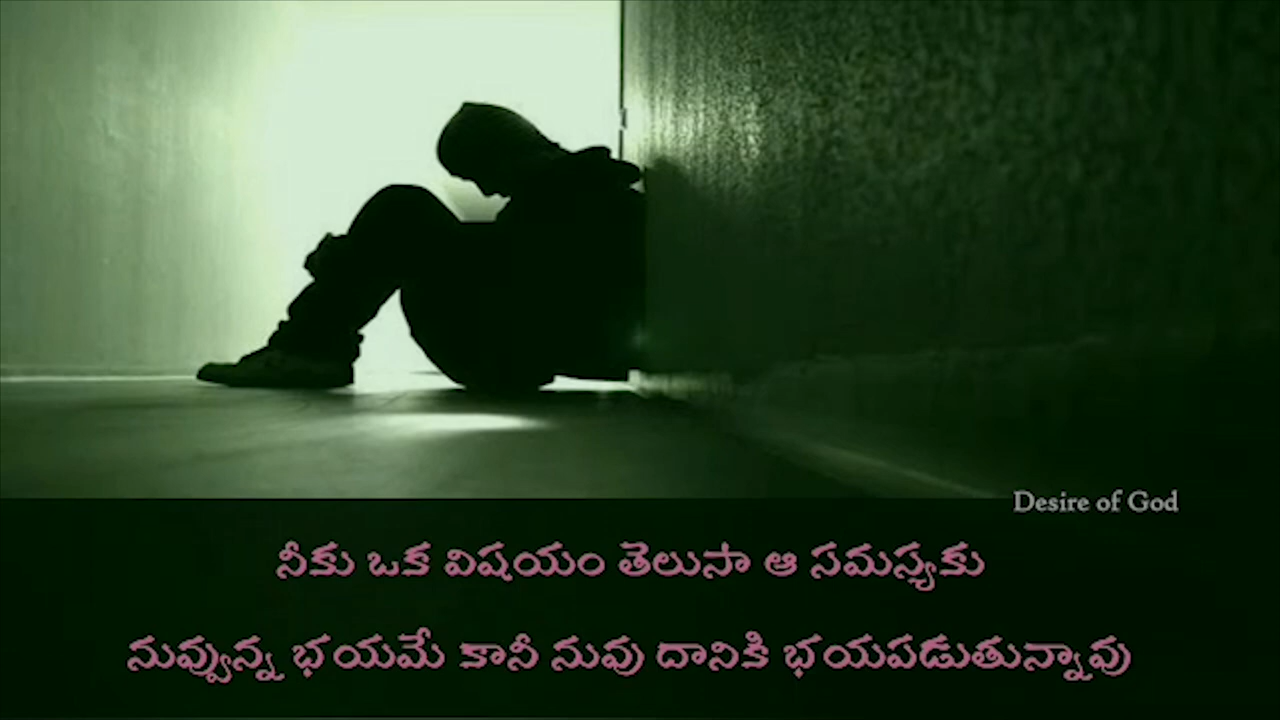 Desire of God
నీకు ఒక విషయం తెలుసా ఆ సమస్యకు
నువ్వున్న భయమే కానీ నువు దానికి భయపడుతున్నావు